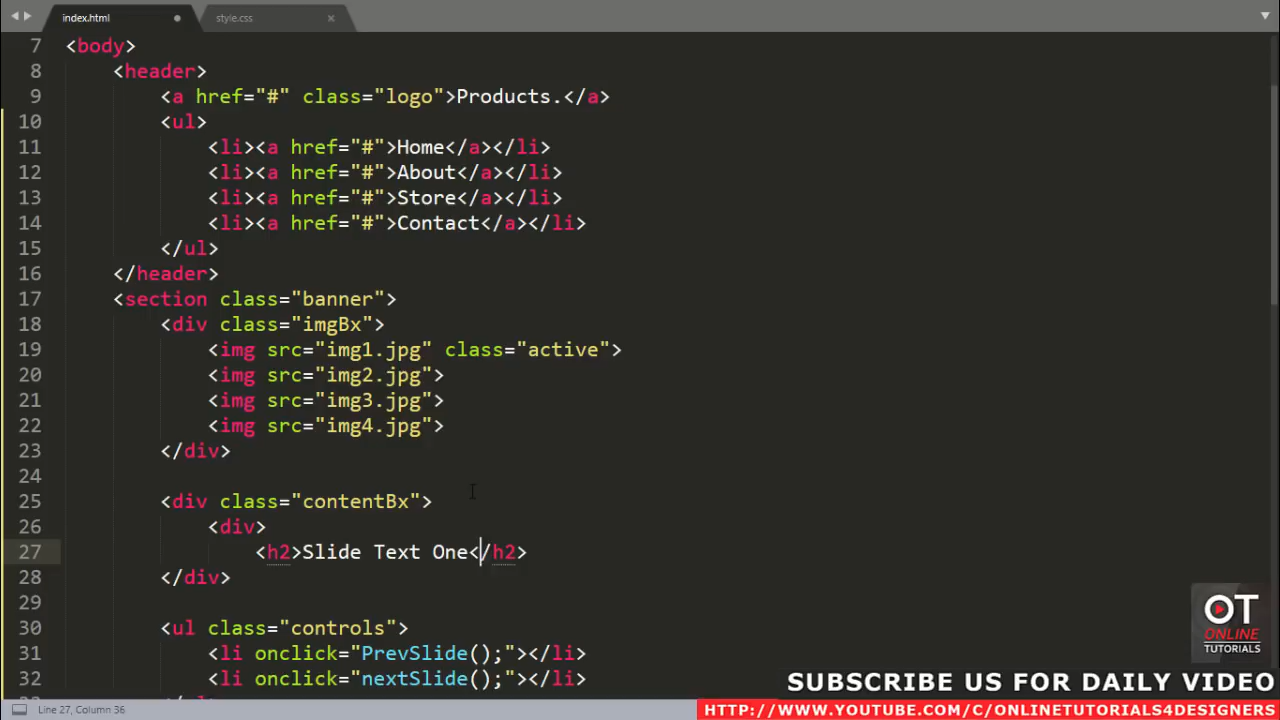 index.html
style.css
7 <body>
8 <header>
9 <a href="#" class="logo">Products.</a>
10 <ul>
11 <li><a href="#">Home</a></li>
12 <li><a href="#">About</a></li>
13 <li><a href="#">Store</a></li>
14 <li><a href="#">Contact</a></li>
15 </ul>
16 </header>
17 <section class="banner">
18 <div class="imgBx">
19 <img src="img1.jpg" class="active">
20 <img src="img2.jpg">
21 <img src="img3.jpg">
22 <img src="img4.jpg">
23 </div>
24
25 <div class="contentBx">
26 <div>
27 <h2>Slide Text One</h2>
28 </div>
29
30 <ul class="controls">
31 <li onclick="PrevSlide();"></li>
32 <li onclick="nextSlide();"></li>
OT
ONLINE
TUTORIALS
SUBSCRIBE US FOR DAILY VIDEO
Line 27, Column 36
HTTP://WWW.YOUTUBE.COM/C/ONLINETUTORIALS4DESIGNERS